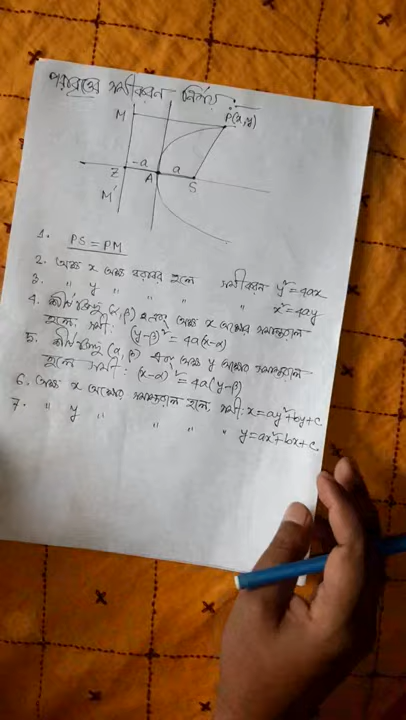 পরাবৃত্তের সমীকরণ নির্ণয়:
M P(x,y)
Z -a A a S
M'
1. PS = PM
2. অক্ষ x অক্ষ বরাবর হলে সমীকরণ y² = 4ax
3. " y " " " " x² = 4ay
4. শীর্ষবিন্দু (α, β) এবং অক্ষ x অক্ষের সমান্তরাল
হলে, সমী: (y-β)² = 4a(x-α)
5. শীর্ষবিন্দু (α, β) এবং অক্ষ y অক্ষের সমান্তরাল
হলে সমী: (x-α)² = 4a(y-β)
6. অক্ষ x অক্ষের সমান্তরাল হলে, সমী: x = ay²+by+c
7. " y " " " " y = ax²+bx+c